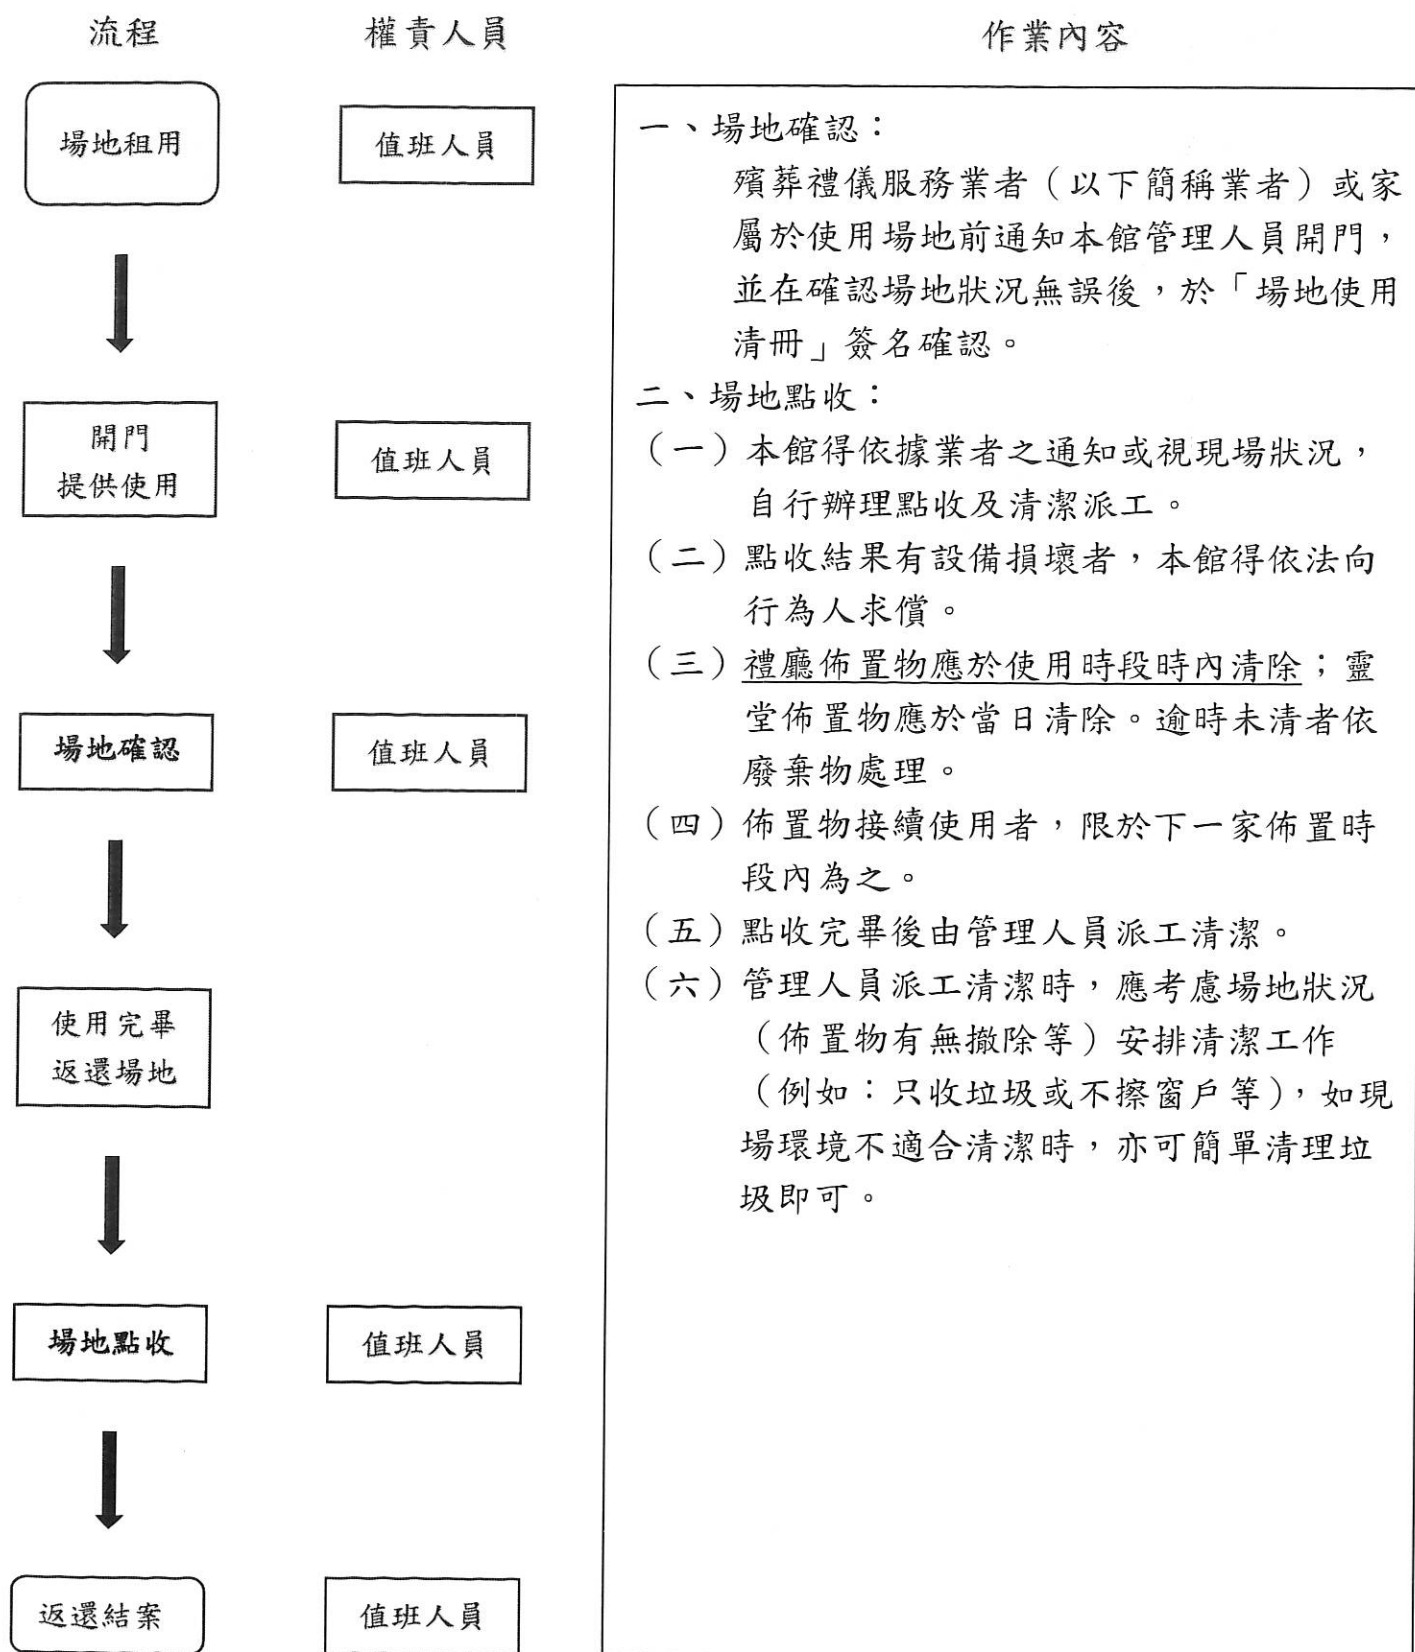 流程
權責人員
作業內容
場地租用
值班人員
開門
提供使用
值班人員
場地確認
值班人員
使用完畢
返還場地
場地點收
值班人員
返還結案
值班人員
一、場地確認：
殯葬禮儀服務業者（以下簡稱業者）或家
屬於使用場地前通知本館管理人員開門，
並在確認場地狀況無誤後，於「場地使用
清冊」簽名確認。
二、場地點收：
（一）本館得依據業者之通知或視現場狀況，
自行辦理點收及清潔派工。
（二）點收結果有設備損壞者，本館得依法向
行為人求償。
（三）禮廳佈置物應於使用時段時內清除；靈
堂佈置物應於當日清除。逾時未清者依
廢棄物處理。
（四）佈置物接續使用者，限於下一家佈置時
段內為之。
（五）點收完畢後由管理人員派工清潔。
（六）管理人員派工清潔時，應考慮場地狀況
（佈置物有無撤除等）安排清潔工作
（例如：只收垃圾或不擦窗戶等），如現
場環境不適合清潔時，亦可簡單清理垃
圾即可。